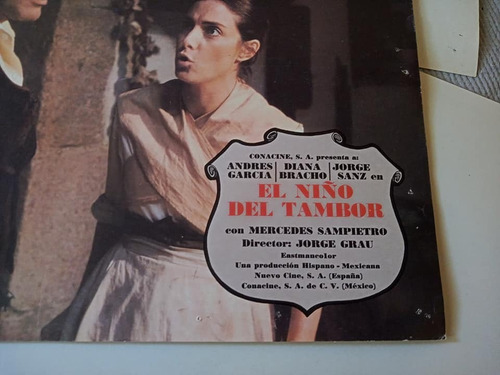 CONACINE, S. A. presenta a:
ANDRES | DIANA | JORGE
GARCIA | BRACHO | SANZ en
EL NIÑO
DEL TAMBOR
con MERCEDES SAMPIETRO
Director: JORGE GRAU
Eastmancolor
Una producción Hispano - Mexicana
Nuevo Cine, S. A. (España)
Conacine, S. A. de C. V. (México)